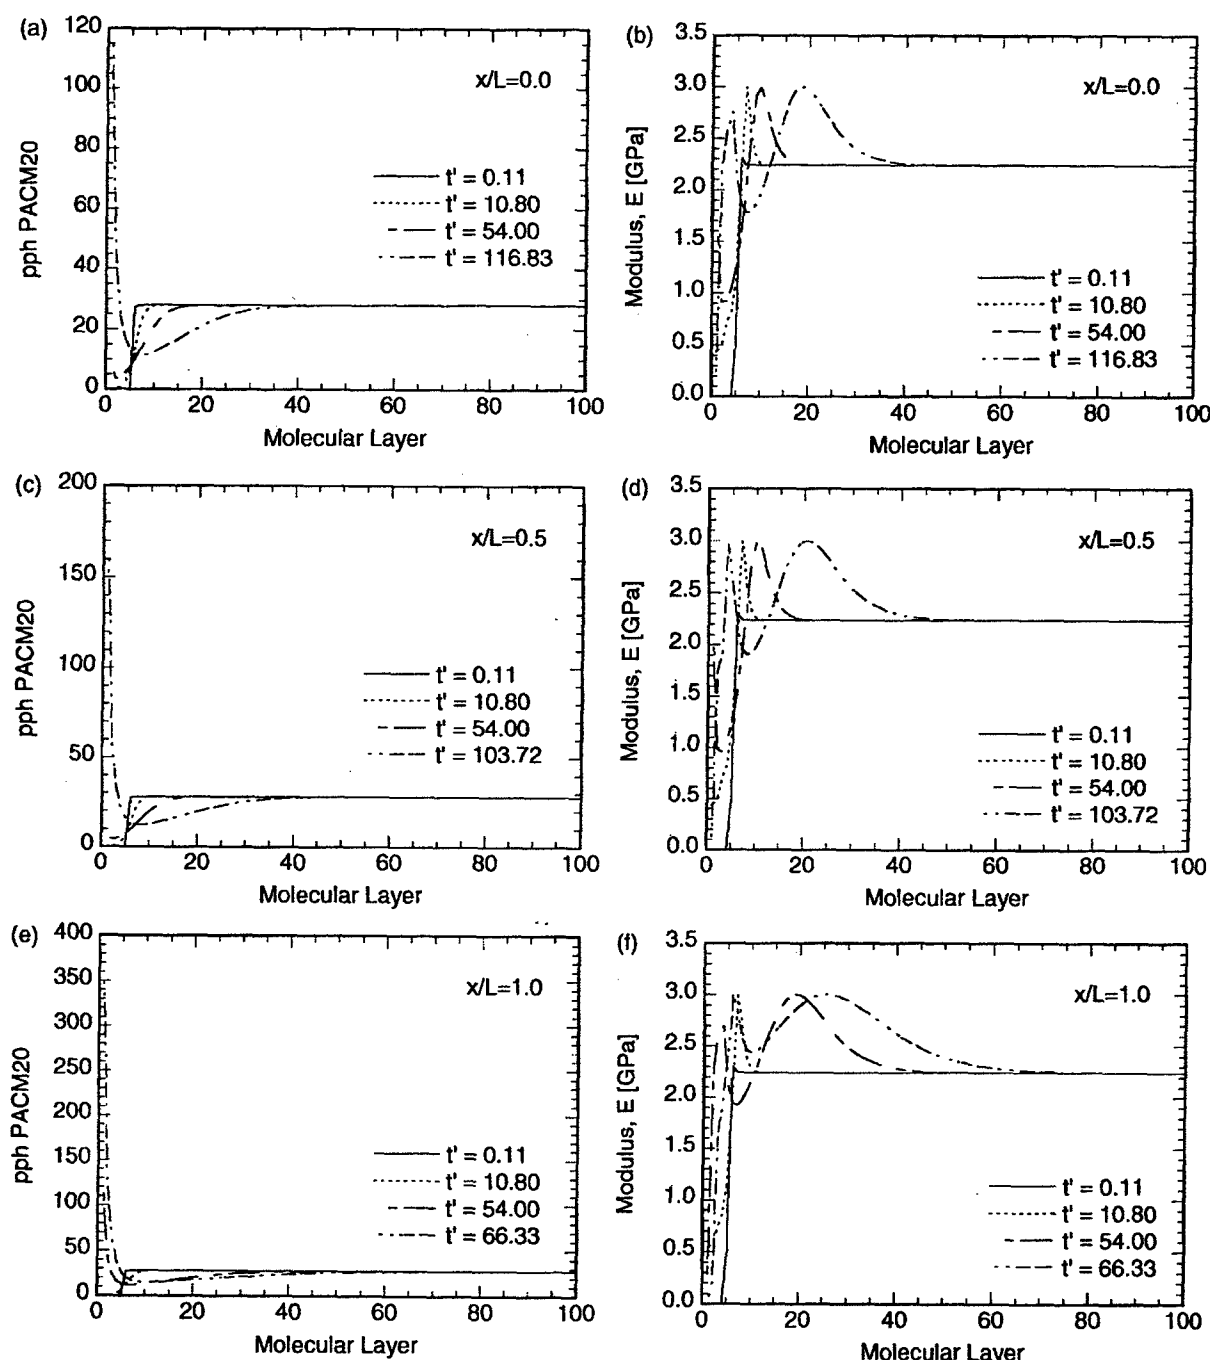 (a)
120
100
80
60
40
20
0
pph PACM20
x/L=0.0
t' = 0.11
t' = 10.80
t' = 54.00
t' = 116.83
0 20 40 60 80 100
Molecular Layer
(b)
3.5
3.0
2.5
2.0
1.5
1.0
0.5
0.0
Modulus, E [GPa]
x/L=0.0
t' = 0.11
t' = 10.80
t' = 54.00
t' = 116.83
0 20 40 60 80 100
Molecular Layer
(c)
200
150
100
50
0
pph PACM20
x/L=0.5
t' = 0.11
t' = 10.80
t' = 54.00
t' = 103.72
0 20 40 60 80 100
Molecular Layer
(d)
3.5
3.0
2.5
2.0
1.5
1.0
0.5
0.0
Modulus, E [GPa]
x/L=0.5
t' = 0.11
t' = 10.80
t' = 54.00
t' = 103.72
0 20 40 60 80 100
Molecular Layer
(e)
400
350
300
250
200
150
100
50
0
pph PACM20
x/L=1.0
t' = 0.11
t' = 10.80
t' = 54.00
t' = 66.33
0 20 40 60 80 100
Molecular Layer
(f)
3.5
3.0
2.5
2.0
1.5
1.0
0.5
0.0
Modulus, E [GPa]
x/L=1.0
t' = 0.11
t' = 10.80
t' = 54.00
t' = 66.33
0 20 40 60 80 100
Molecular Layer